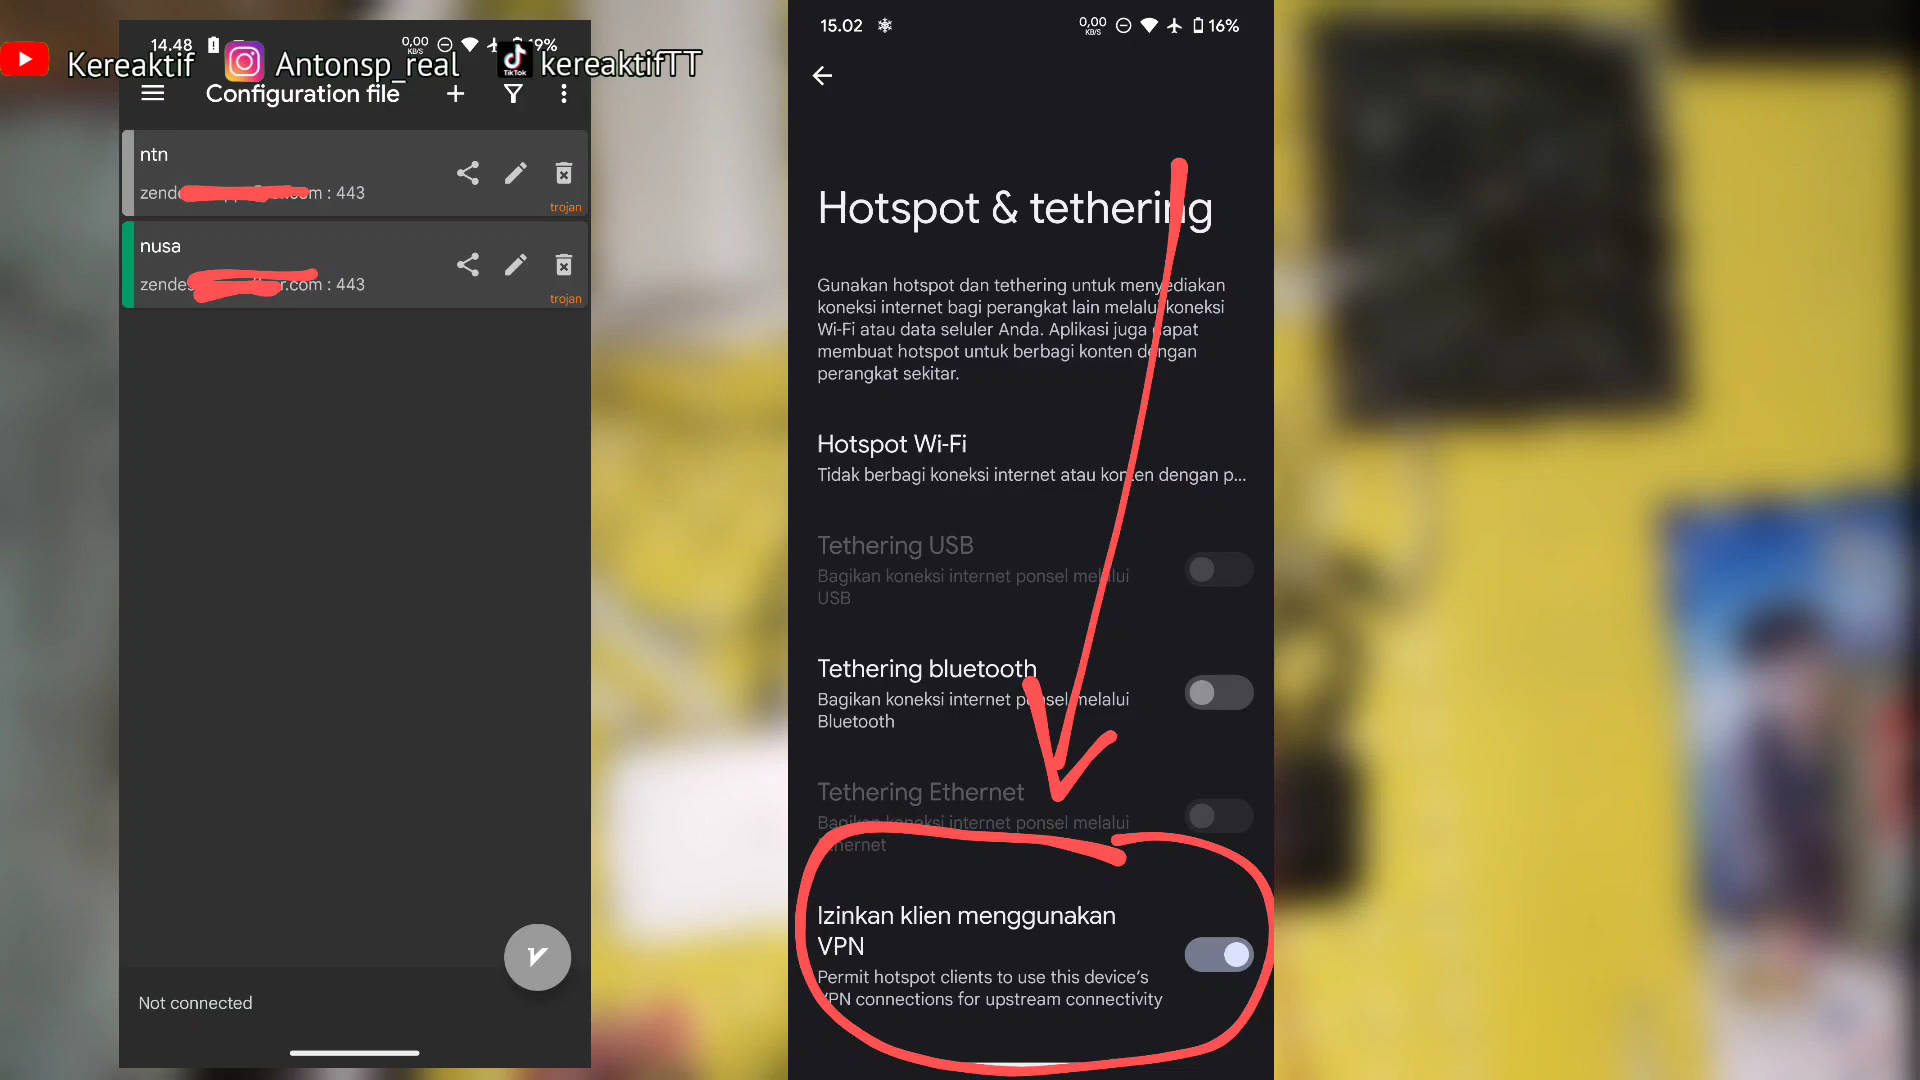 Kereaktif
Antonsp_real
TikTok
kereaktifTT
14.48
0,00
KB/S
9%
Configuration file
ntn
zend
m : 443
trojan
nusa
zendes
r.com : 443
trojan
Not connected
15.02
0,00
KB/S
16%
Hotspot & tethering
Gunakan hotspot dan tethering untuk menyediakan
koneksi internet bagi perangkat lain melalui koneksi
Wi-Fi atau data seluler Anda. Aplikasi juga dapat
membuat hotspot untuk berbagi konten dengan
perangkat sekitar.
Hotspot Wi-Fi
Tidak berbagi koneksi internet atau konten dengan p...
Tethering USB
Bagikan koneksi internet ponsel melalui
USB
Tethering bluetooth
Bagikan koneksi internet ponsel melalui
Bluetooth
Tethering Ethernet
Bagikan koneksi internet ponsel melalui
Ethernet
Izinkan klien menggunakan
VPN
Permit hotspot clients to use this device's
VPN connections for upstream connectivity